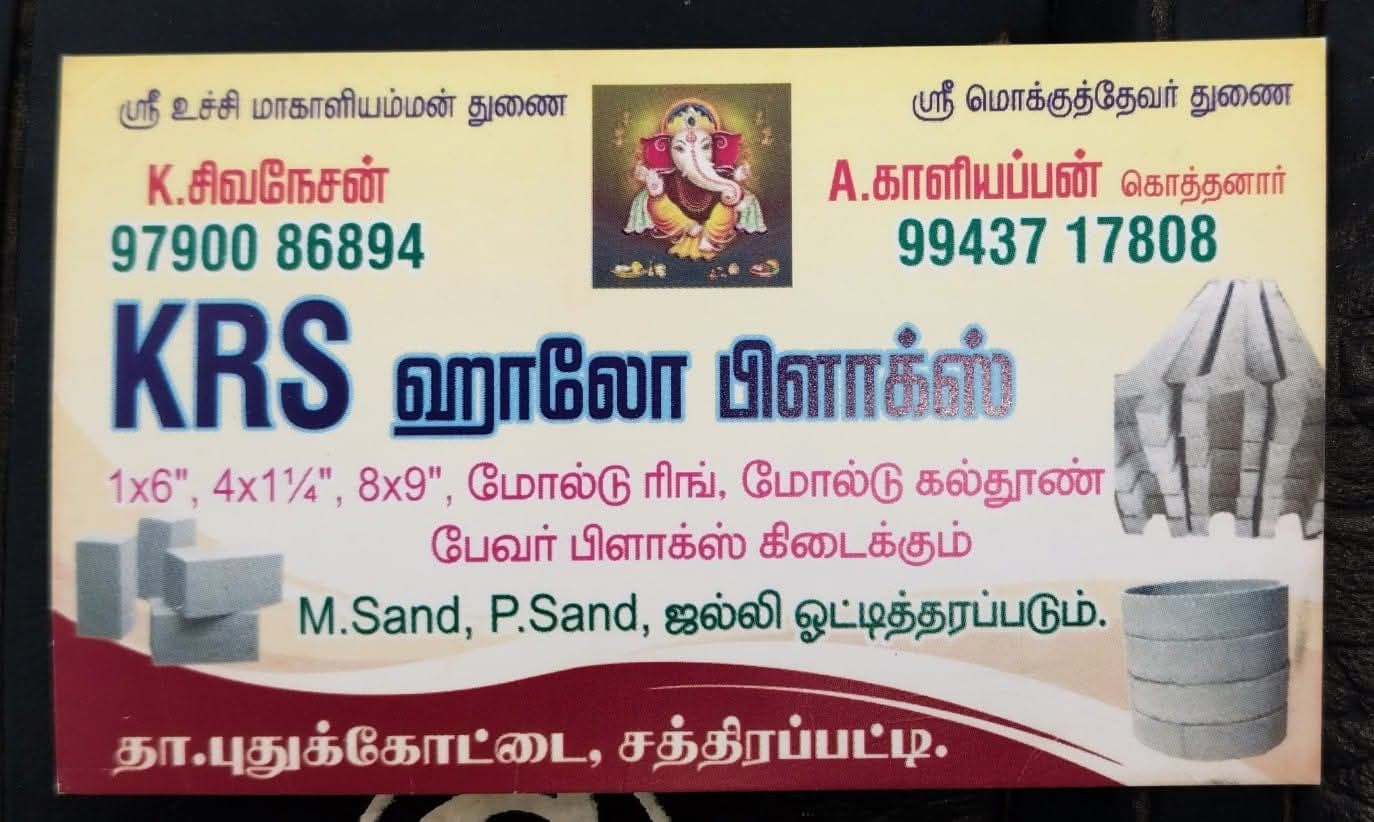 ஸ்ரீ உச்சி மாகாளியம்மன் துணை
ஸ்ரீ மொக்குத்தேவர் துணை
K.சிவநேசன்
97900 86894
A.காளியப்பன் கொத்தனார்
99437 17808
KRS ஹாலோ பிளாக்ஸ்
1x6", 4x1¼", 8x9", மோல்டு ரிங், மோல்டு கல்தூண்
பேவர் பிளாக்ஸ் கிடைக்கும்
M.Sand, P.Sand, ஜல்லி ஓட்டித்தரப்படும்.
தா.புதுக்கோட்டை, சத்திரப்பட்டி.